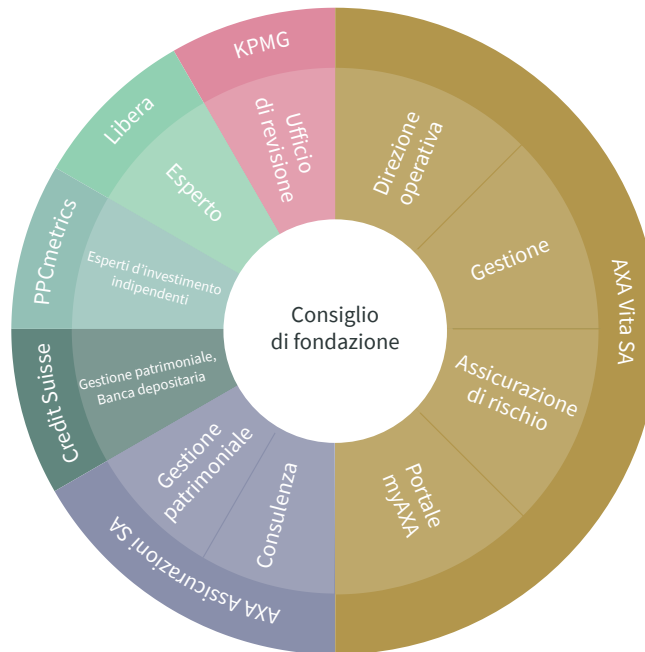 KPMG
Ufficio
di revisione
Libera
Esperto
PPCmetrics
Esperti d'investimento
indipendenti
Credit Suisse
Gestione patrimoniale,
Banca depositaria
AXA Assicurazioni SA
Gestione
patrimoniale
Consulenza
AXA Vita SA
Direzione
operativa
Gestione
Assicurazione
di rischio
Portale
myAXA
Consiglio
di fondazione